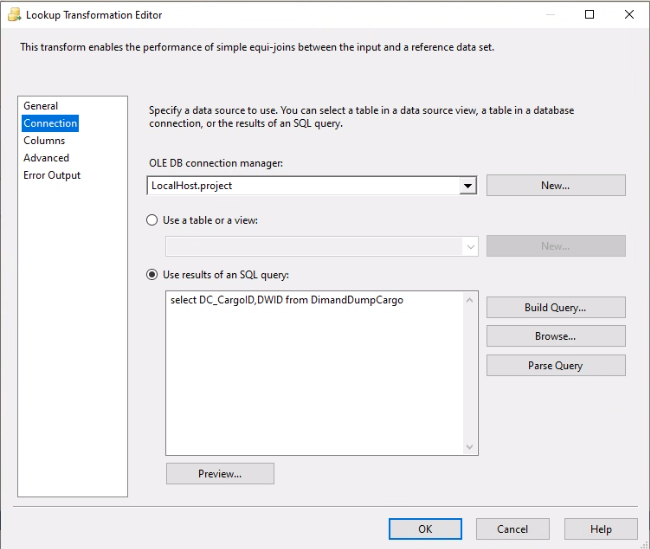 Lookup Transformation Editor
This transform enables the performance of simple equi-joins between the input and a reference data set.
General
Connection
Columns
Advanced
Error Output
Specify a data source to use. You can select a table in a data source view, a table in a database
connection, or the results of an SQL query.
OLE DB connection manager:
LocalHost.project
New...
Use a table or a view:
New...
Use results of an SQL query:
select DC_CargoID,DWID from DimandDumpCargo
Build Query...
Browse...
Parse Query
Preview...
OK
Cancel
Help